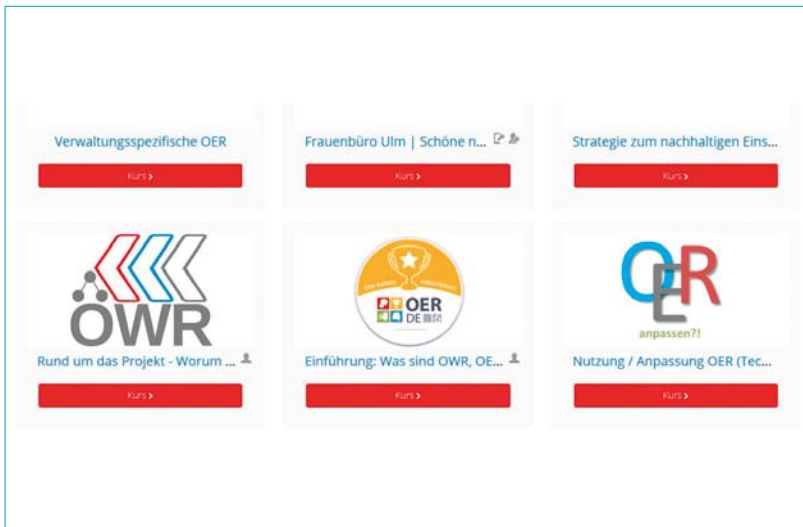 Verwaltungsspezifische OER
Frauenbüro Ulm | Schöne n...
Strategie zum nachhaltigen Eins...
Kurs >
Kurs >
Kurs >
OWR
OER
DE
OER
anpassen?!
Rund um das Projekt - Worum ...
Einführung: Was sind OWR, OE...
Nutzung / Anpassung OER (Tec...
Kurs >
Kurs >
Kurs >